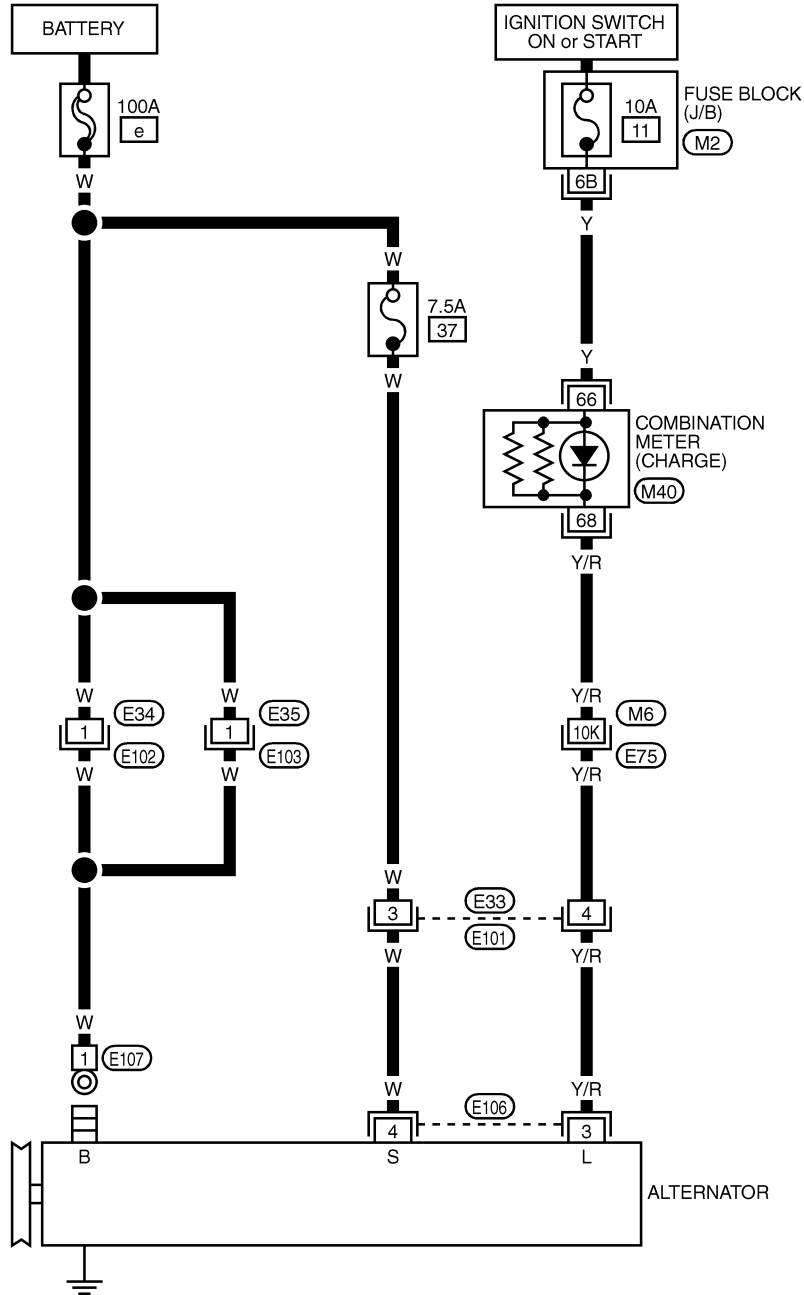 BATTERY
IGNITION SWITCH
ON or START
100A
e
10A
11
FUSE BLOCK
(J/B)
M2
W
6B
Y
W
7.5A
37
Y
W
66
COMBINATION
METER
(CHARGE)
M40
68
Y/R
W
W
Y/R
E34
E35
M6
1
1
10K
E102
E103
E75
W
W
Y/R
W
3
E33
4
E101
W
Y/R
W
1
E107
W
Y/R
E106
4
3
B
S
L
ALTERNATOR